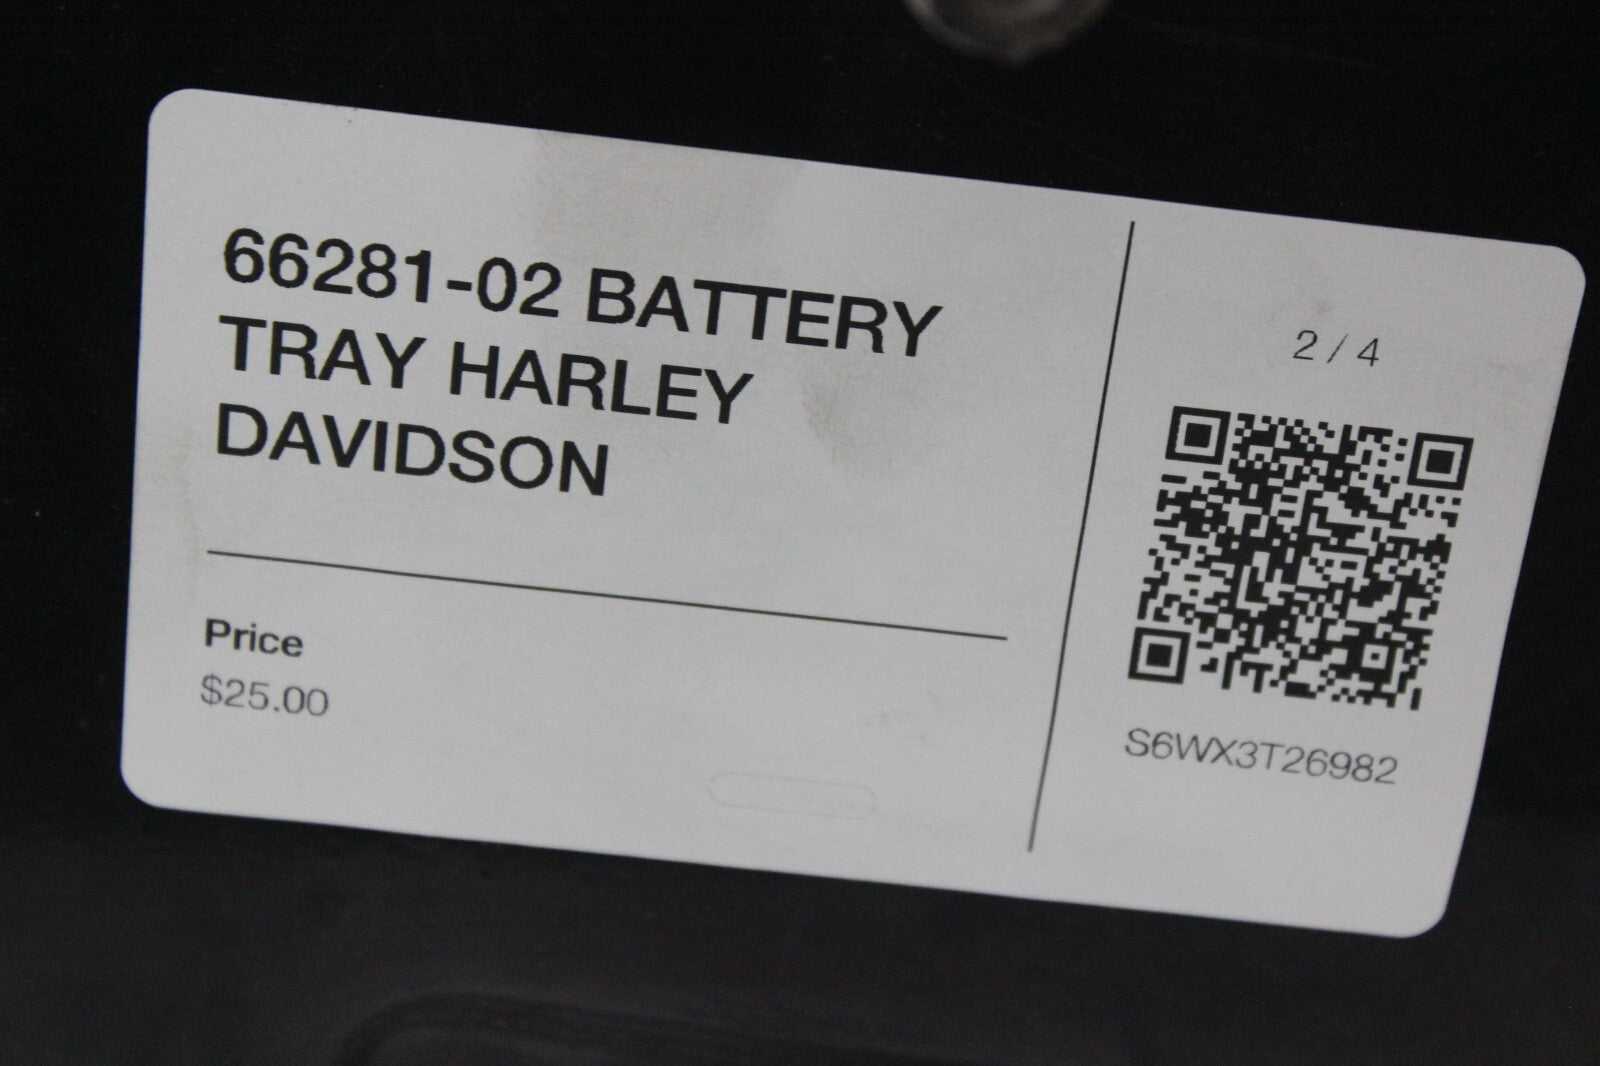 66281-02 BATTERY
TRAY HARLEY
DAVIDSON
Price
$25.00
2 / 4
S6WX3T26982